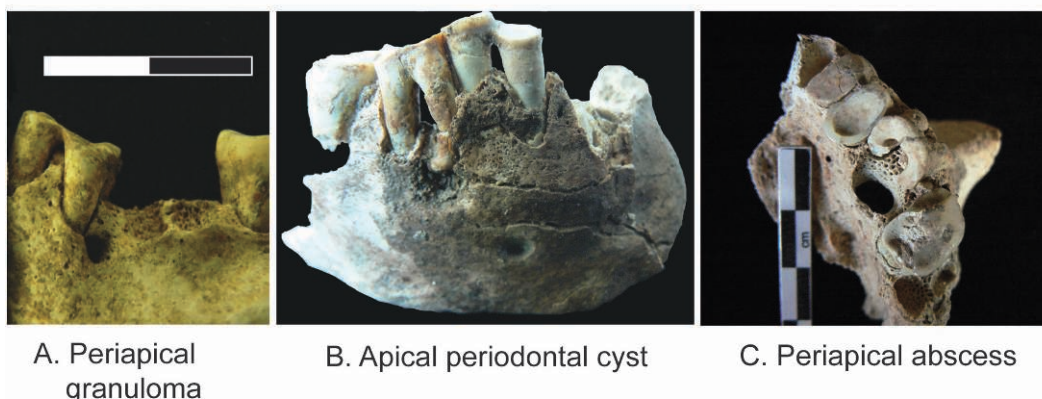 A. Periapical
granuloma
B. Apical periodontal cyst
C. Periapical abscess
cm